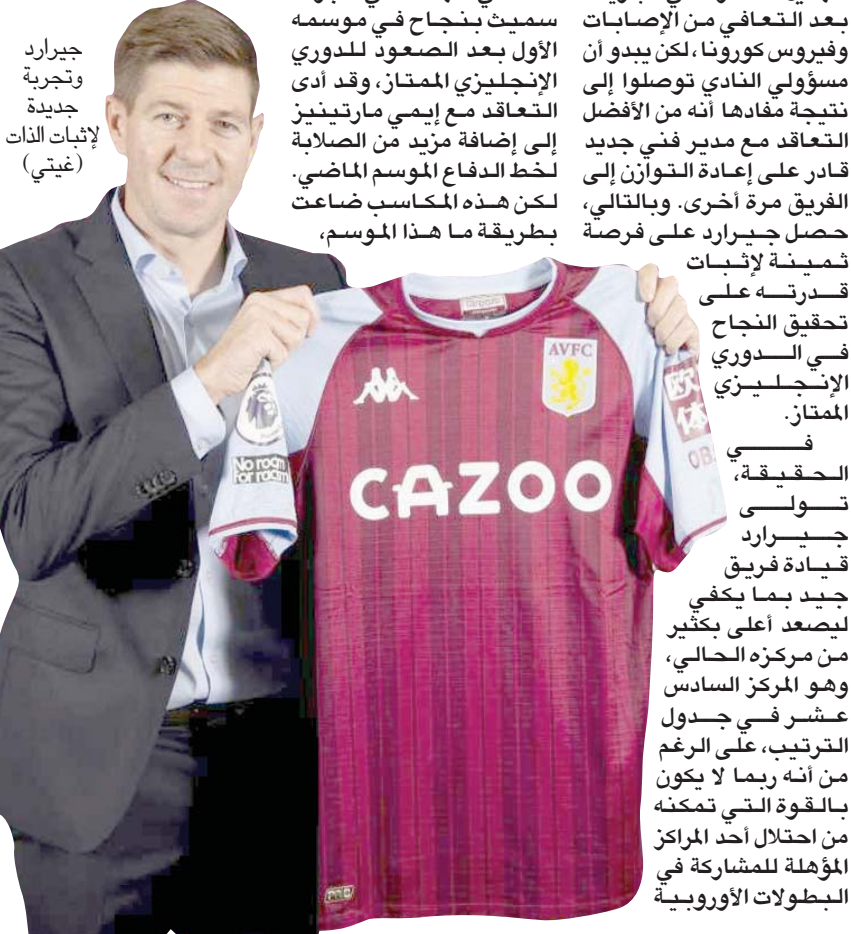 بعد التعافي من الإصابات
وفيروس كورونا، لكن يبدو أن
مسؤولي النادي توصلوا إلى
نتيجة مفادها أنه من الأفضل
التعاقد مع مدير فني جديد
قادر على إعادة التوازن إلى
الفريق مرة أخرى. وبالتالي،
حصل جيرارد على فرصة
ثمينة لإثبات
قدرته على
تحقيق النجاح
في الدوري
الإنجليزي
الممتاز.
في
الحقيقة،
تولى
جيرارد
قيادة فريق
جيد بما يكفي
ليصعد أعلى بكثير
من مركزه الحالي،
وهو المركز السادس
عشر في جدول
الترتيب، على الرغم
من أنه ربما لا يكون
بالقوة التي تمكنه
من احتلال أحد المراكز
المؤهلة للمشاركة في
البطولات الأوروبية
سميث بنجاح في موسمه
الأول بعد الصعود للدوري
الإنجليزي الممتاز، وقد أدى
التعاقد مع إيمي مارتينيز
إلى إضافة مزيد من الصلابة
لخط الدفاع الموسم الماضي.
لكن هذه المكاسب ضاعت
بطريقة ما هذا الموسم،
جيرارد
وتجربة
جديدة
لإثبات الذات
(غيتي)
AVFC
No room
For racism
CAZOO
欧
体
OB